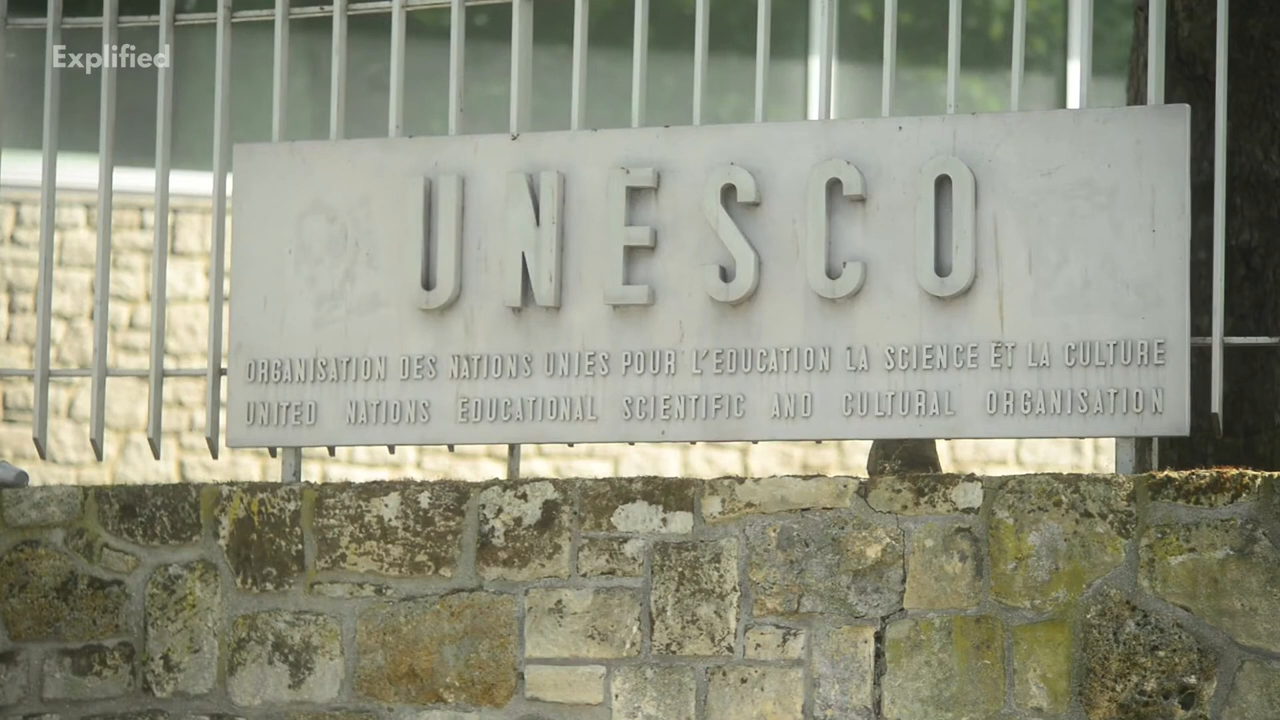 Explified
UNESCO
ORGANISATION DES NATIONS UNIES POUR L'EDUCATION LA SCIENCE ET LA CULTURE
UNITED NATIONS EDUCATIONAL SCIENTIFIC AND CULTURAL ORGANISATION